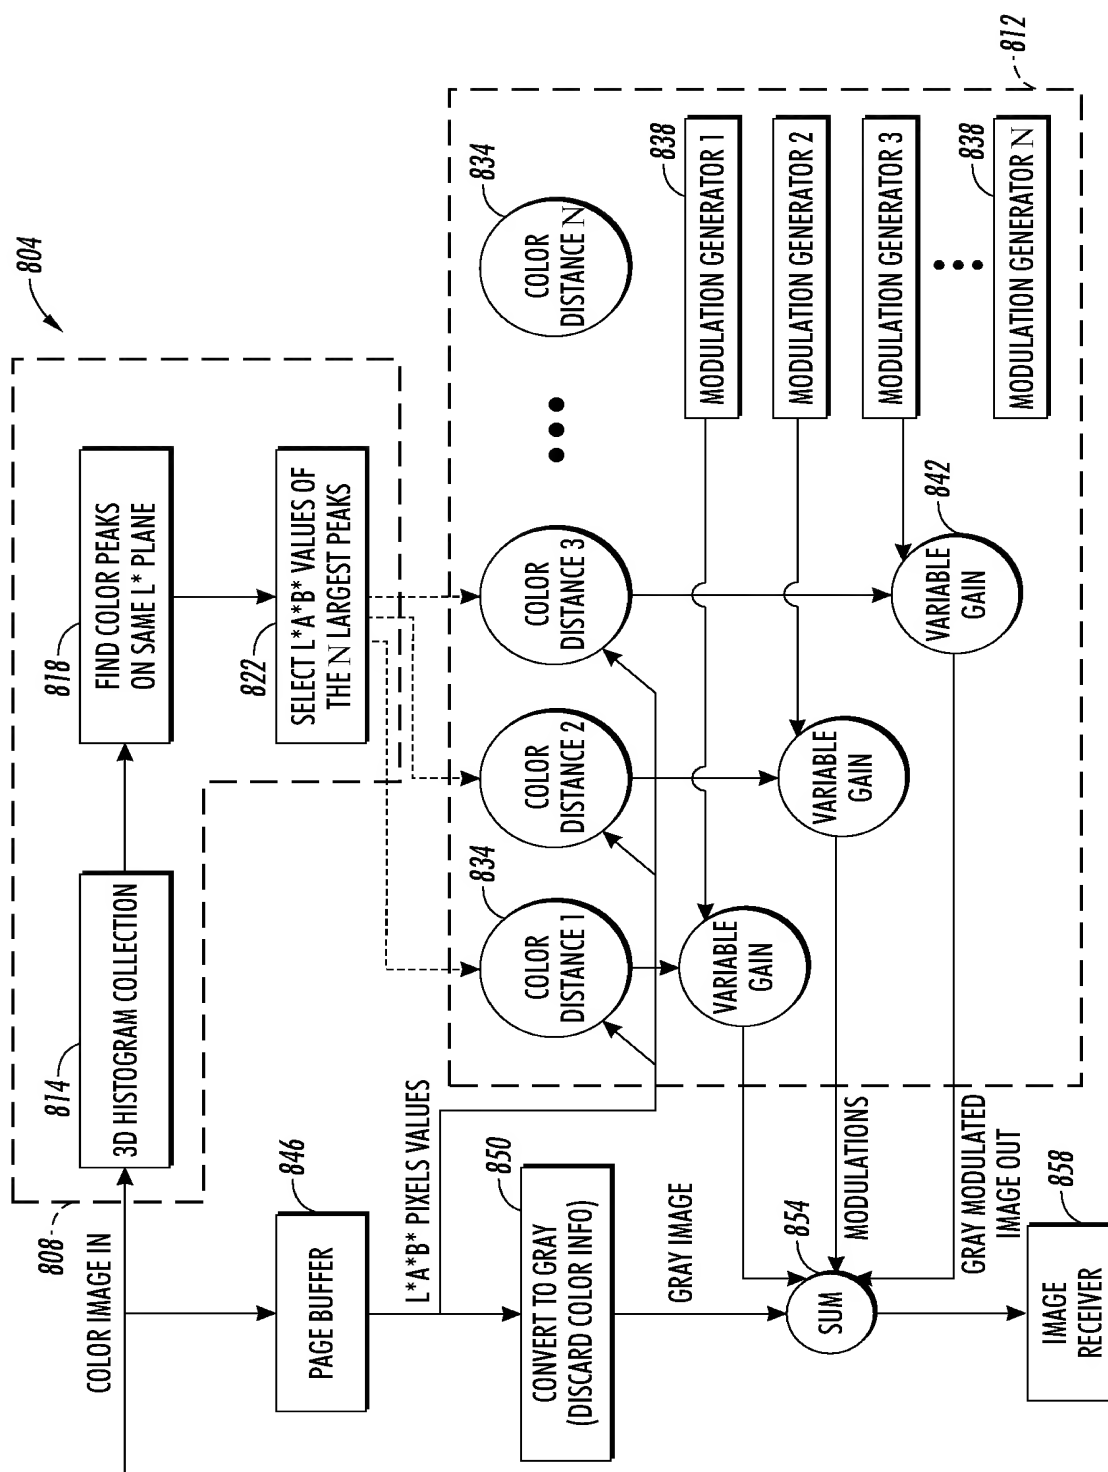 804
808
COLOR IMAGE IN
814
3D HISTOGRAM COLLECTION
818
FIND COLOR PEAKS
ON SAME L* PLANE
822
SELECT L*A*B* VALUES OF
THE N LARGEST PEAKS
846
PAGE BUFFER
L*A*B* PIXELS VALUES
850
CONVERT TO GRAY
(DISCARD COLOR INFO)
GRAY IMAGE
854
SUM
MODULATIONS
GRAY MODULATED
IMAGE OUT
858
IMAGE
RECEIVER
812
834
COLOR
DISTANCE 1
COLOR
DISTANCE 2
COLOR
DISTANCE 3
834
COLOR
DISTANCE N
VARIABLE
GAIN
VARIABLE
GAIN
842
VARIABLE
GAIN
838
MODULATION GENERATOR 1
MODULATION GENERATOR 2
MODULATION GENERATOR 3
838
MODULATION GENERATOR N